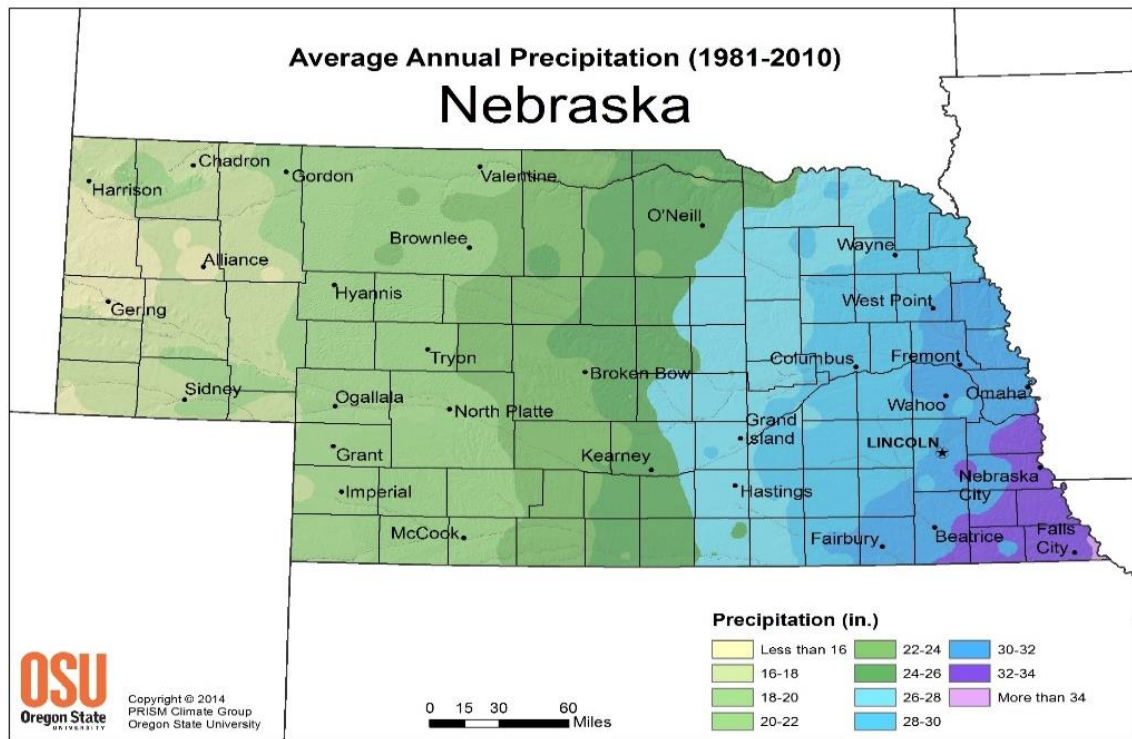 Average Annual Precipitation (1981-2010)
Nebraska
Chadron
Harrison
Gordon
Valentine
O'Neill
Brownlee
Wayne
Alliance
Hyannis
Gering
West Point
Tryon
Columbus
Fremont
Broken Bow
Sidney
Ogallala
North Platte
Wahoo
Omaha
Grand
Island
LINCOLN
Grant
Kearney
Nebraska
City
Imperial
Hastings
McCook
Fairbury
Beatrice
Falls
City
Precipitation (in.)
Less than 16
16-18
18-20
20-22
22-24
24-26
26-28
28-30
30-32
32-34
More than 34
OSU
Oregon State
UNIVERSITY
Copyright © 2014
PRISM Climate Group
Oregon State University
0 15 30 60
Miles